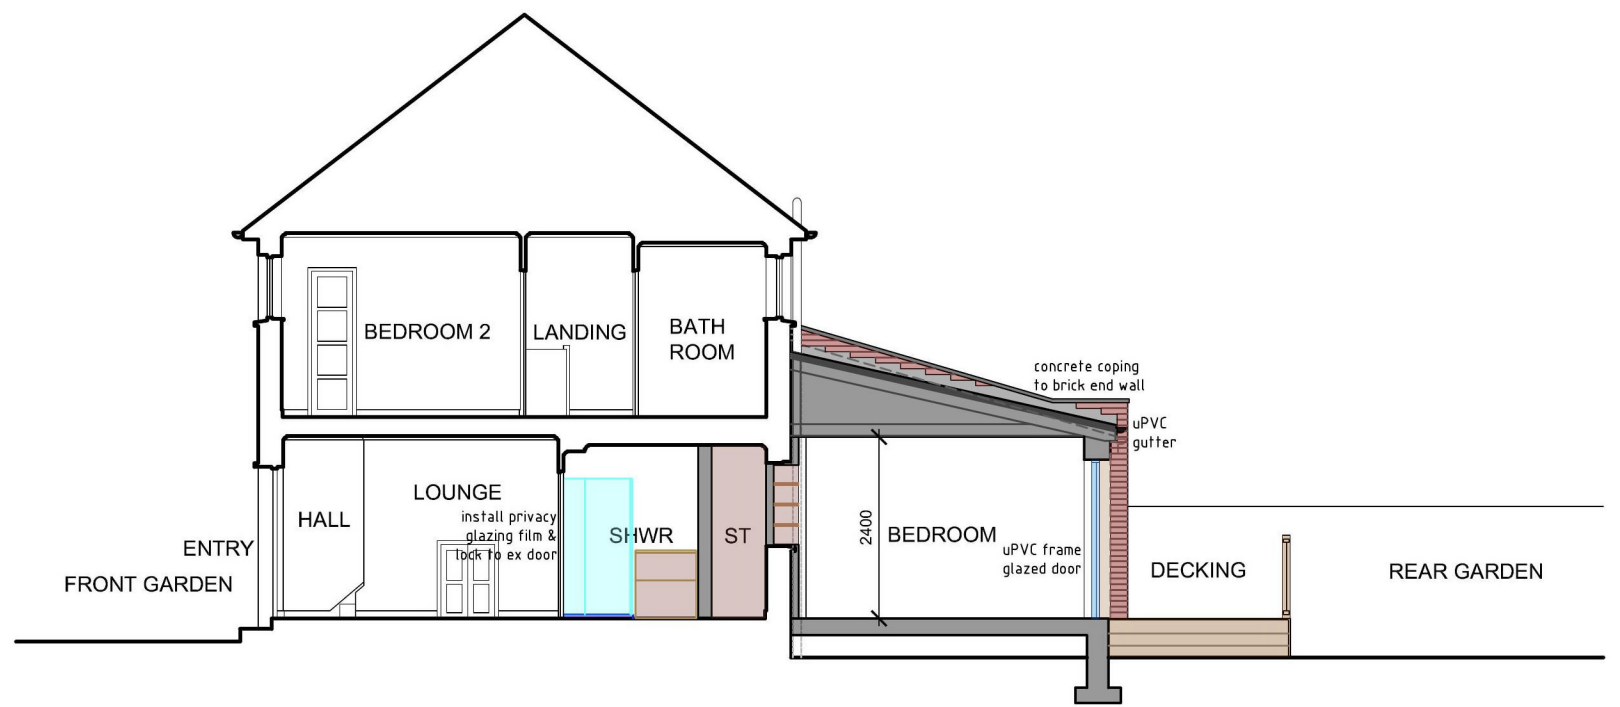 BEDROOM 2
LANDING
BATH
ROOM
concrete coping
to brick end wall
uPVC
gutter
HALL
LOUNGE
install privacy
glazing film &
lock to ex door
SHWR
ST
2400
BEDROOM
uPVC frame
glazed door
ENTRY
FRONT GARDEN
DECKING
REAR GARDEN